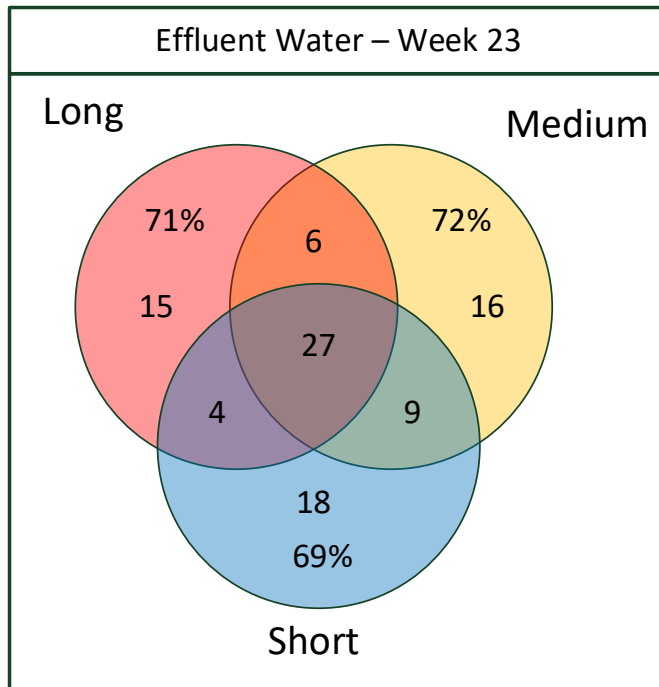 Effluent Water – Week 23
Long
Medium
71%
6
72%
15
16
27
4
9
18
69%
Short